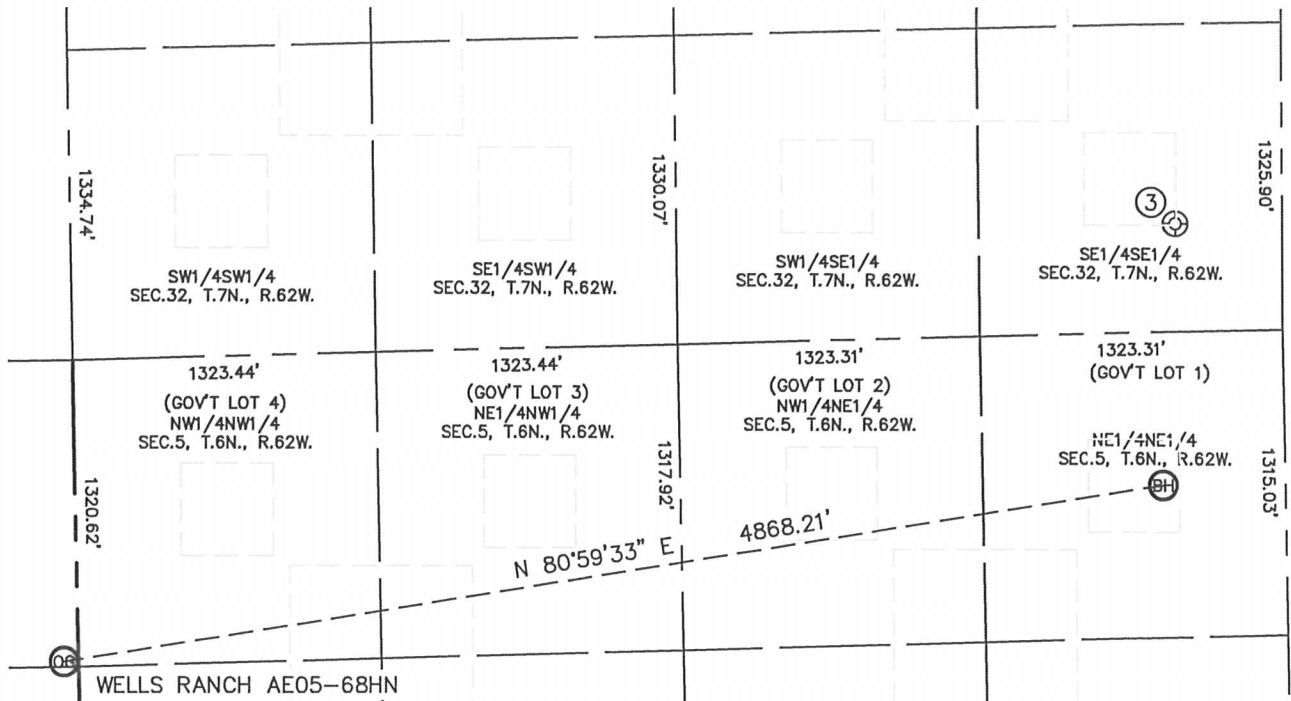 1334.74'
1330.07'
1325.90'
3
SW1/4SW1/4
SEC.32, T.7N., R.62W.
SE1/4SW1/4
SEC.32, T.7N., R.62W.
SW1/4SE1/4
SEC.32, T.7N., R.62W.
SE1/4SE1/4
SEC.32, T.7N., R.62W.
1323.44'
(GOV'T LOT 4)
NW1/4NW1/4
SEC.5, T.6N., R.62W.
1323.44'
(GOV'T LOT 3)
NE1/4NW1/4
SEC.5, T.6N., R.62W.
1323.31'
(GOV'T LOT 2)
NW1/4NE1/4
SEC.5, T.6N., R.62W.
1323.31'
(GOV'T LOT 1)
NE1/4NE1/4
SEC.5, T.6N., R.62W.
1320.62'
1317.92'
1315.03'
BH
N 80°59'33" E
4868.21'
WELLS RANCH AE05-68HN